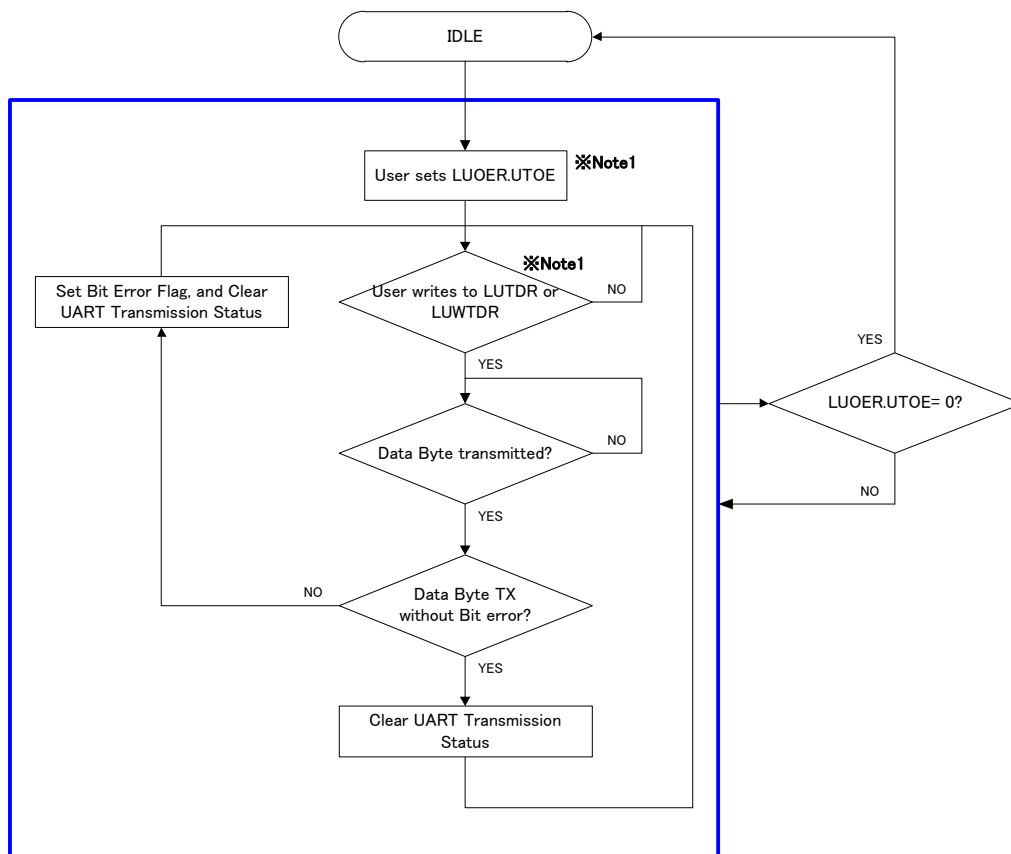 IDLE
User sets LUOER.UTOE
※Note1
※Note1
User writes to LUTDR or
LUWTDR
NO
YES
Set Bit Error Flag, and Clear
UART Transmission Status
Data Byte transmitted?
NO
YES
Data Byte TX
without Bit error?
NO
YES
Clear UART Transmission
Status
YES
LUOER.UTOE= 0?
NO